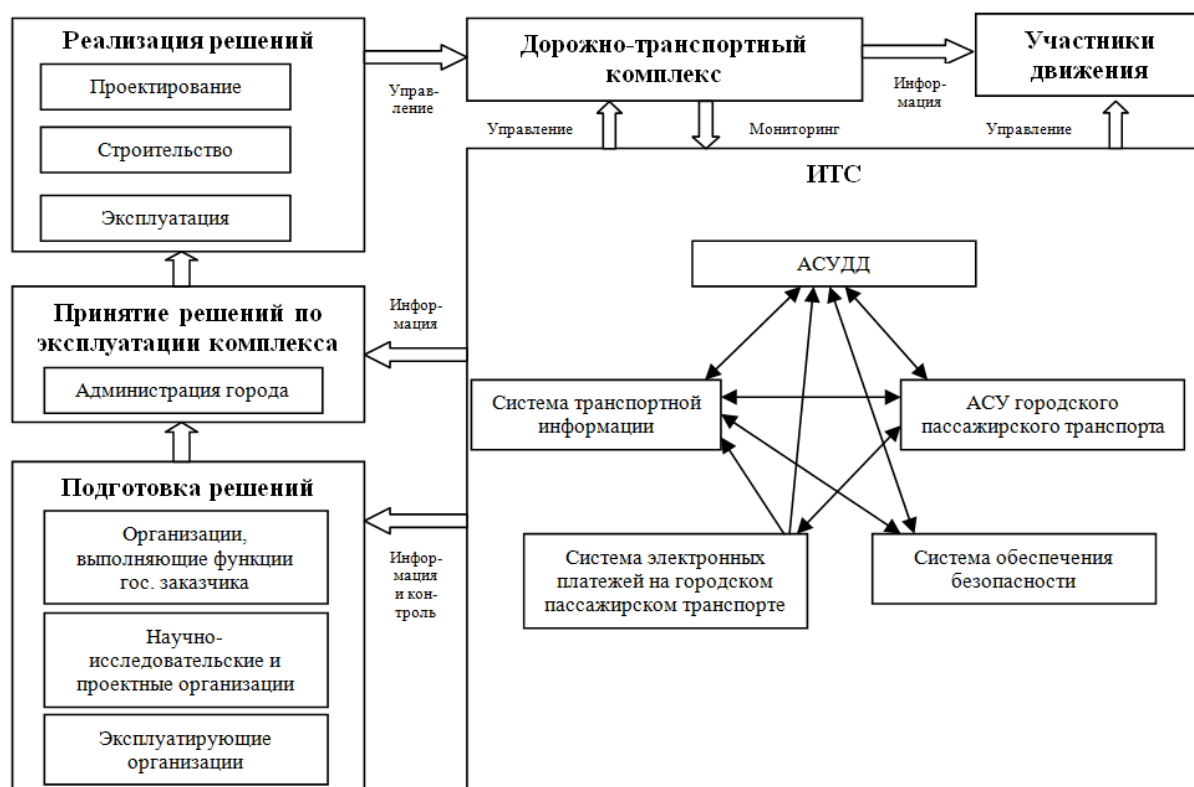 Реализация решений
Проектирование
Строительство
Эксплуатация
Управ-
ление
Дорожно-транспортный
комплекс
Инфор-
мация
Участники
движения
Управление
Мониторинг
Управление
Принятие решений по
эксплуатации комплекса
Администрация города
Инфор-
мация
Подготовка решений
Организации,
выполняющие функции
гос. заказчика
Научно-
исследовательские и
проектные организации
Эксплуатирующие
организации
Инфор-
мация
и кон-
троль
ИТС
АСУДД
Система транспортной
информации
АСУ городского
пассажирского транспорта
Система электронных
платежей на городском
пассажирском транспорте
Система обеспечения
безопасности